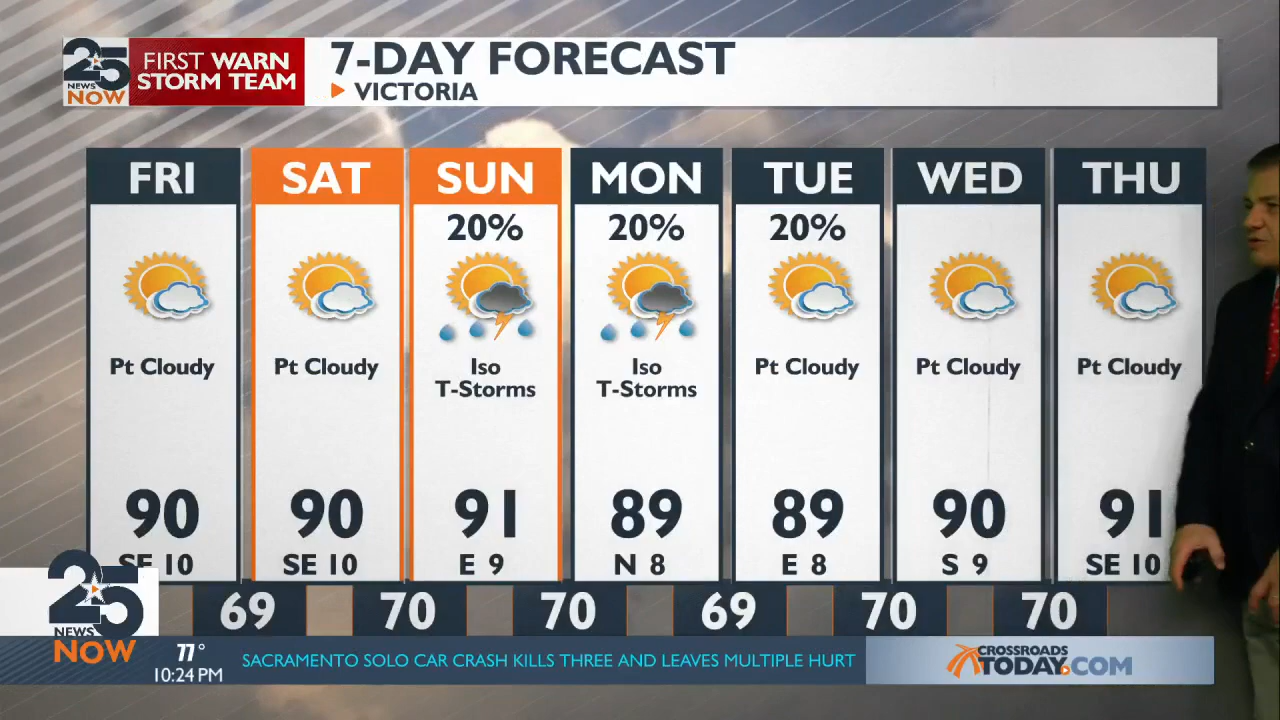 25
NEWS
NOW
FIRST WARN
STORM TEAM
7-DAY FORECAST
VICTORIA
FRI SAT SUN MON TUE WED THU
20% 20% 20%
Pt Cloudy Pt Cloudy Iso T-Storms Iso T-Storms Pt Cloudy Pt Cloudy Pt Cloudy
90 90 91 89 89 90 91
SE 10 SE 10 E 9 N 8 E 8 S 9 SE 10
69 70 70 69 70 70
25
NEWS
NOW
77°
10:24 PM
SACRAMENTO SOLO CAR CRASH KILLS THREE AND LEAVES MULTIPLE HURT
CROSSROADS
TODAY.COM